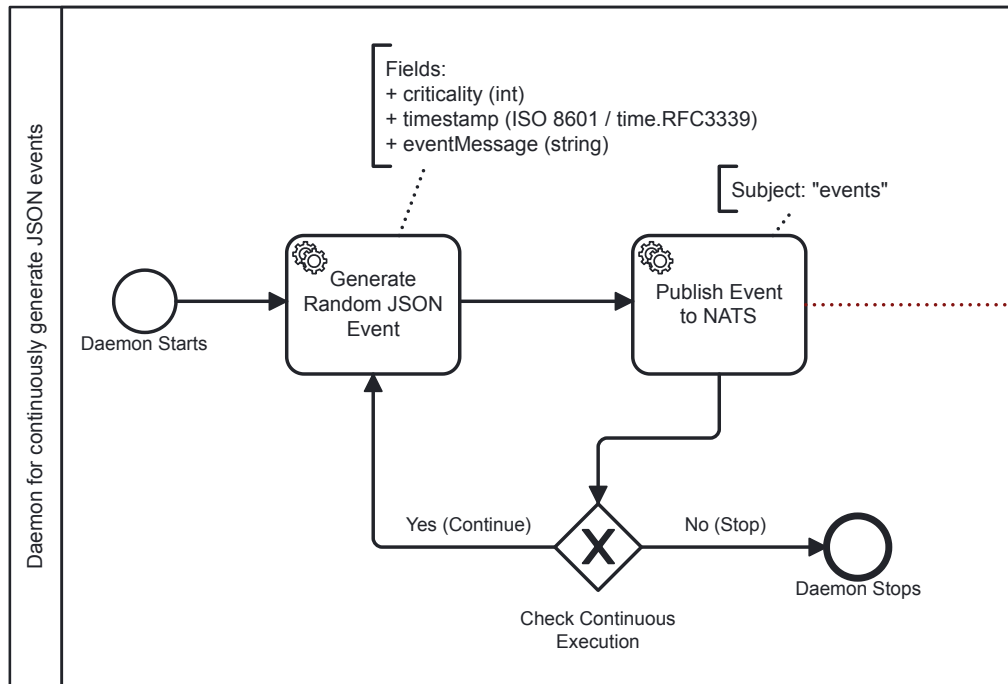 Daemon for continuously generate JSON events
Fields:
+ criticality (int)
+ timestamp (ISO 8601 / time.RFC3339)
+ eventMessage (string)
Subject: "events"
Generate
Random JSON
Event
Publish Event
to NATS
Daemon Starts
Yes (Continue)
No (Stop)
Daemon Stops
Check Continuous
Execution